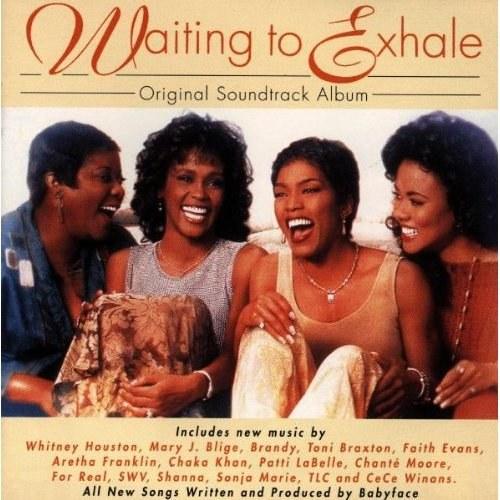 Waiting to Exhale
Original Soundtrack Album
Includes new music by
Whitney Houston, Mary J. Blige, Brandy, Toni Braxton, Faith Evans,
Aretha Franklin, Chaka Khan, Patti LaBelle, Chanté Moore,
For Real, SWV, Shanna, Sonja Marie, TLC and CeCe Winans.
All New Songs Written and Produced by Babyface